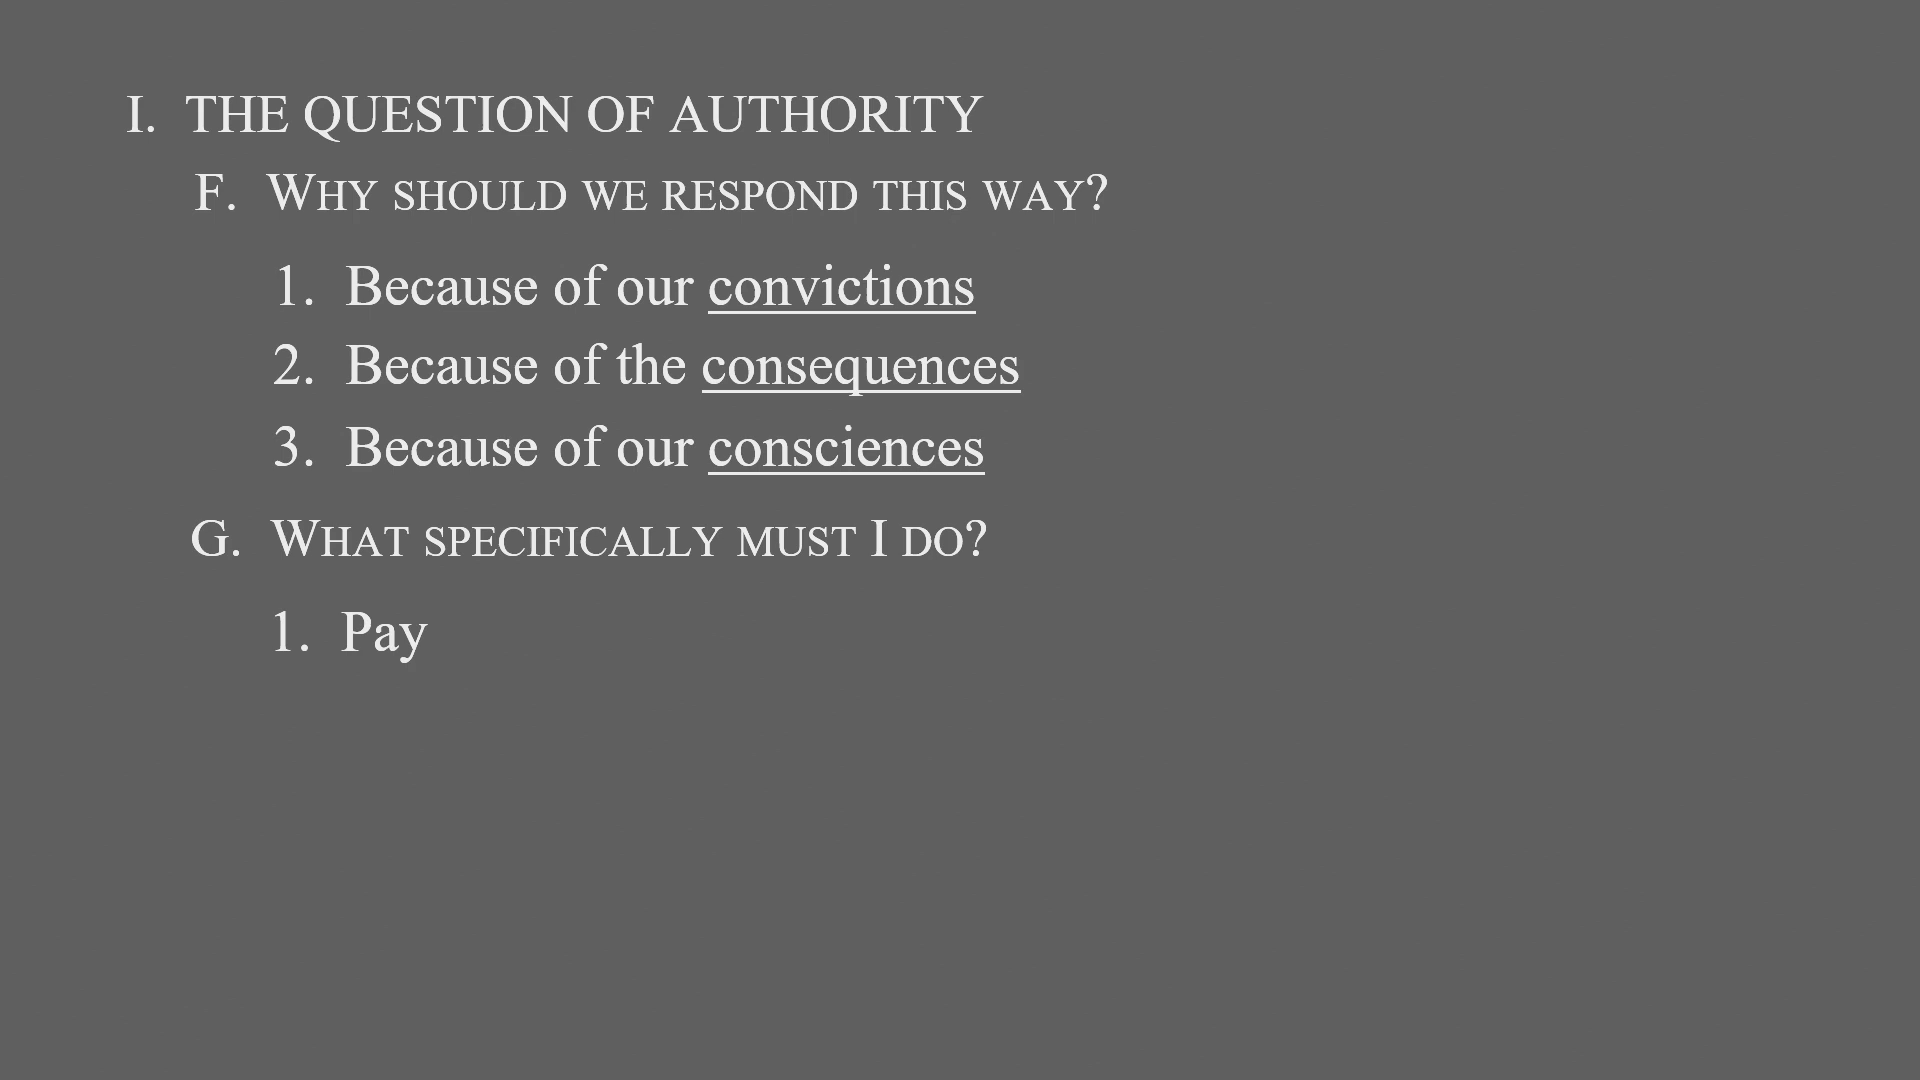 I. THE QUESTION OF AUTHORITY
F. WHY SHOULD WE RESPOND THIS WAY?
1. Because of our convictions
2. Because of the consequences
3. Because of our consciences
G. WHAT SPECIFICALLY MUST I DO?
1. Pay